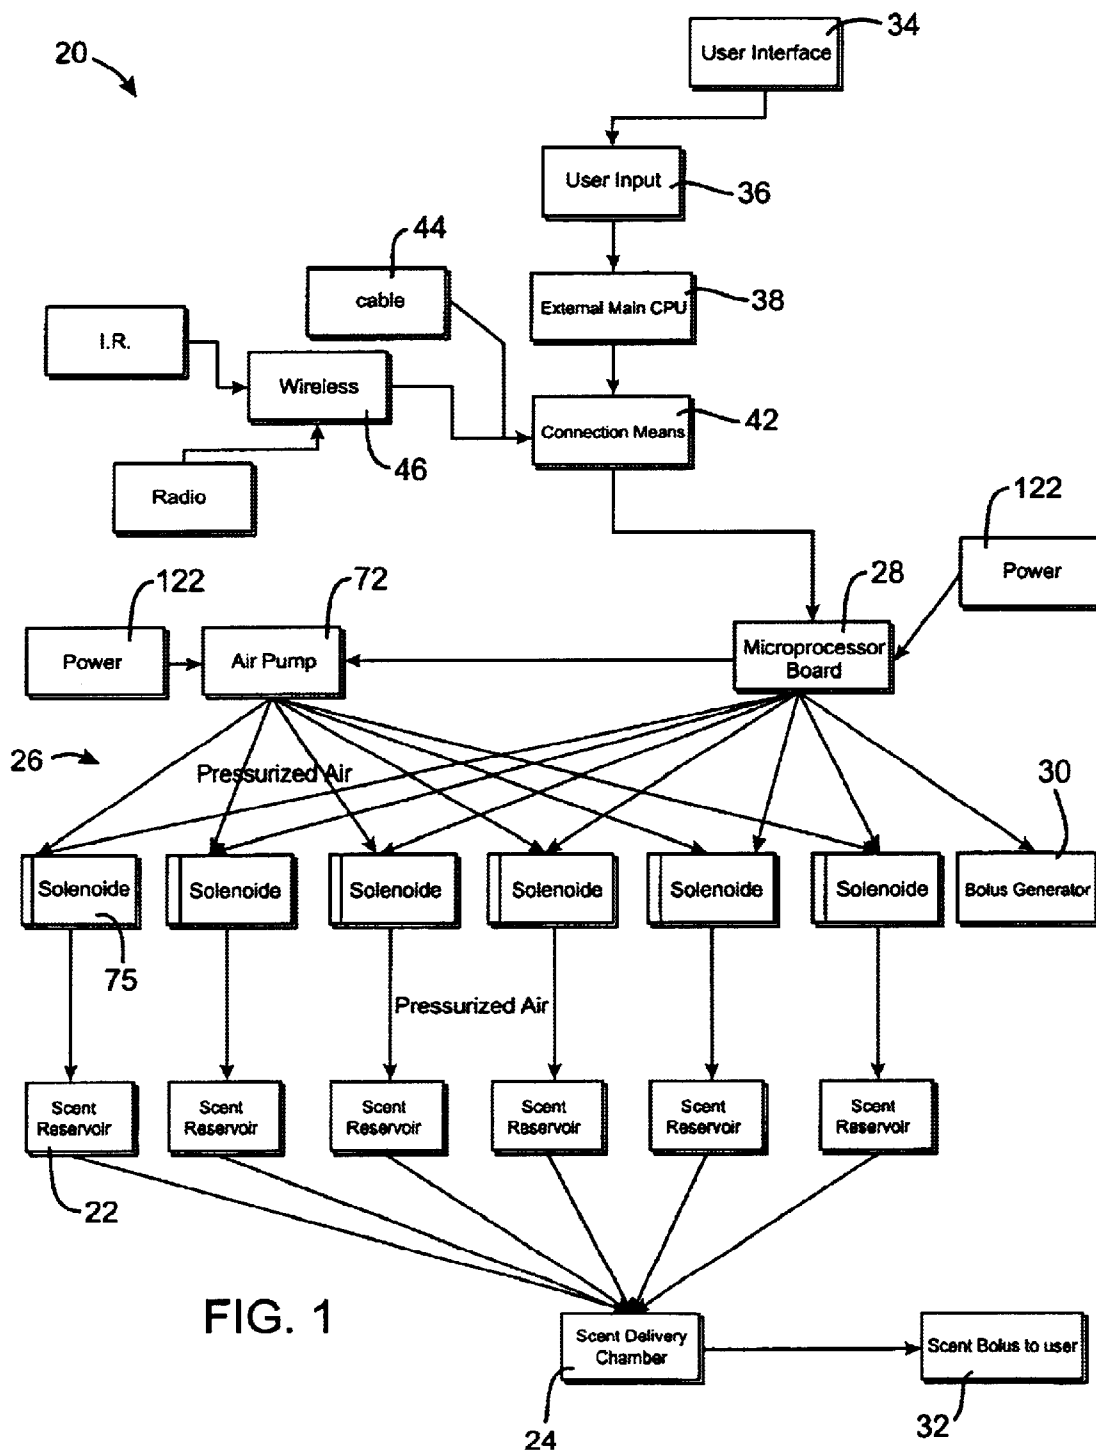 34
User Interface
20
User Input
36
44
cable
External Main CPU
38
I.R.
Wireless
46
Connection Means
42
Radio
122
Power
122
Power
72
Air Pump
28
Microprocessor
Board
26
Pressurized Air
30
Solenoide
Solenoide
Solenoide
Solenoide
Solenoide
Solenoide
Bolus Generator
75
Pressurized Air
Scent
Reservoir
Scent
Reservoir
Scent
Reservoir
Scent
Reservoir
Scent
Reservoir
Scent
Reservoir
22
FIG. 1
Scent Delivery
Chamber
24
Scent Bolus to user
32